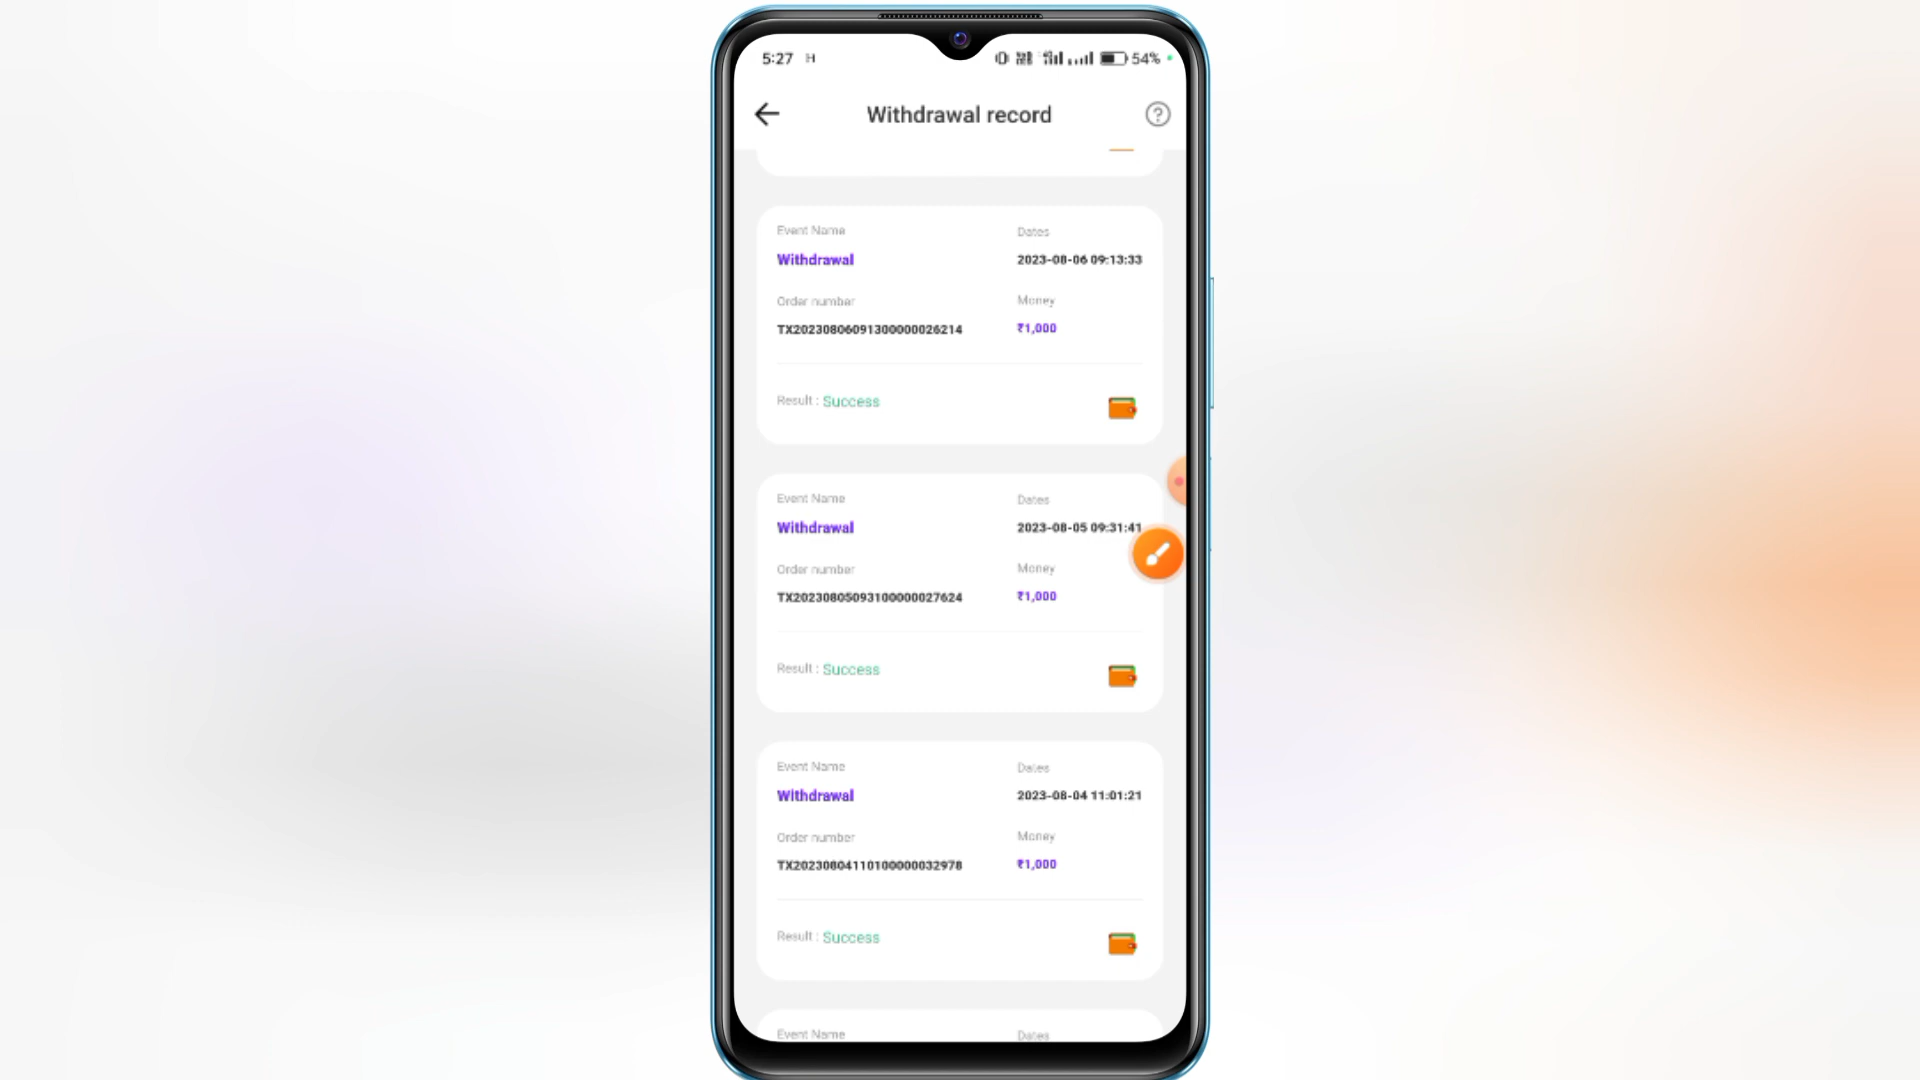 5:27 H 54%
Withdrawal record
Event Name Dates
Withdrawal 2023-08-06 09:13:33
Order number Money
TX20230806091300000026214 ₹1,000
Result : Success
Event Name Dates
Withdrawal 2023-08-05 09:31:41
Order number Money
TX20230805093100000027624 ₹1,000
Result : Success
Event Name Dates
Withdrawal 2023-08-04 11:01:21
Order number Money
TX20230804110100000032978 ₹1,000
Result : Success
Event Name Dates